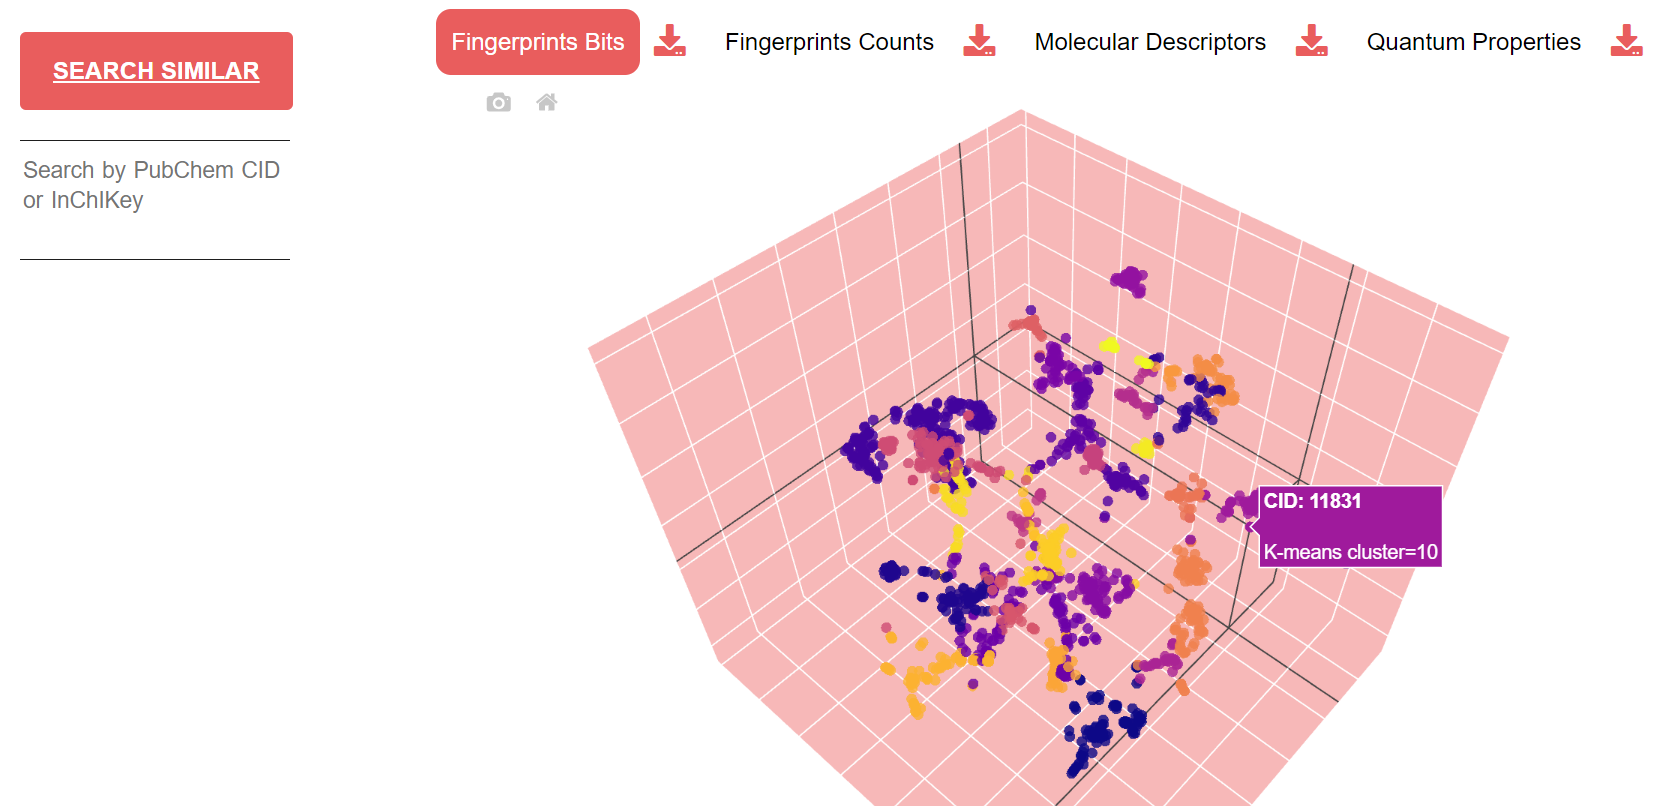 SEARCH SIMILAR
Search by PubChem CID
or InChIKey
Fingerprints Bits
Fingerprints Counts
Molecular Descriptors
Quantum Properties
CID: 11831
K-means cluster=10